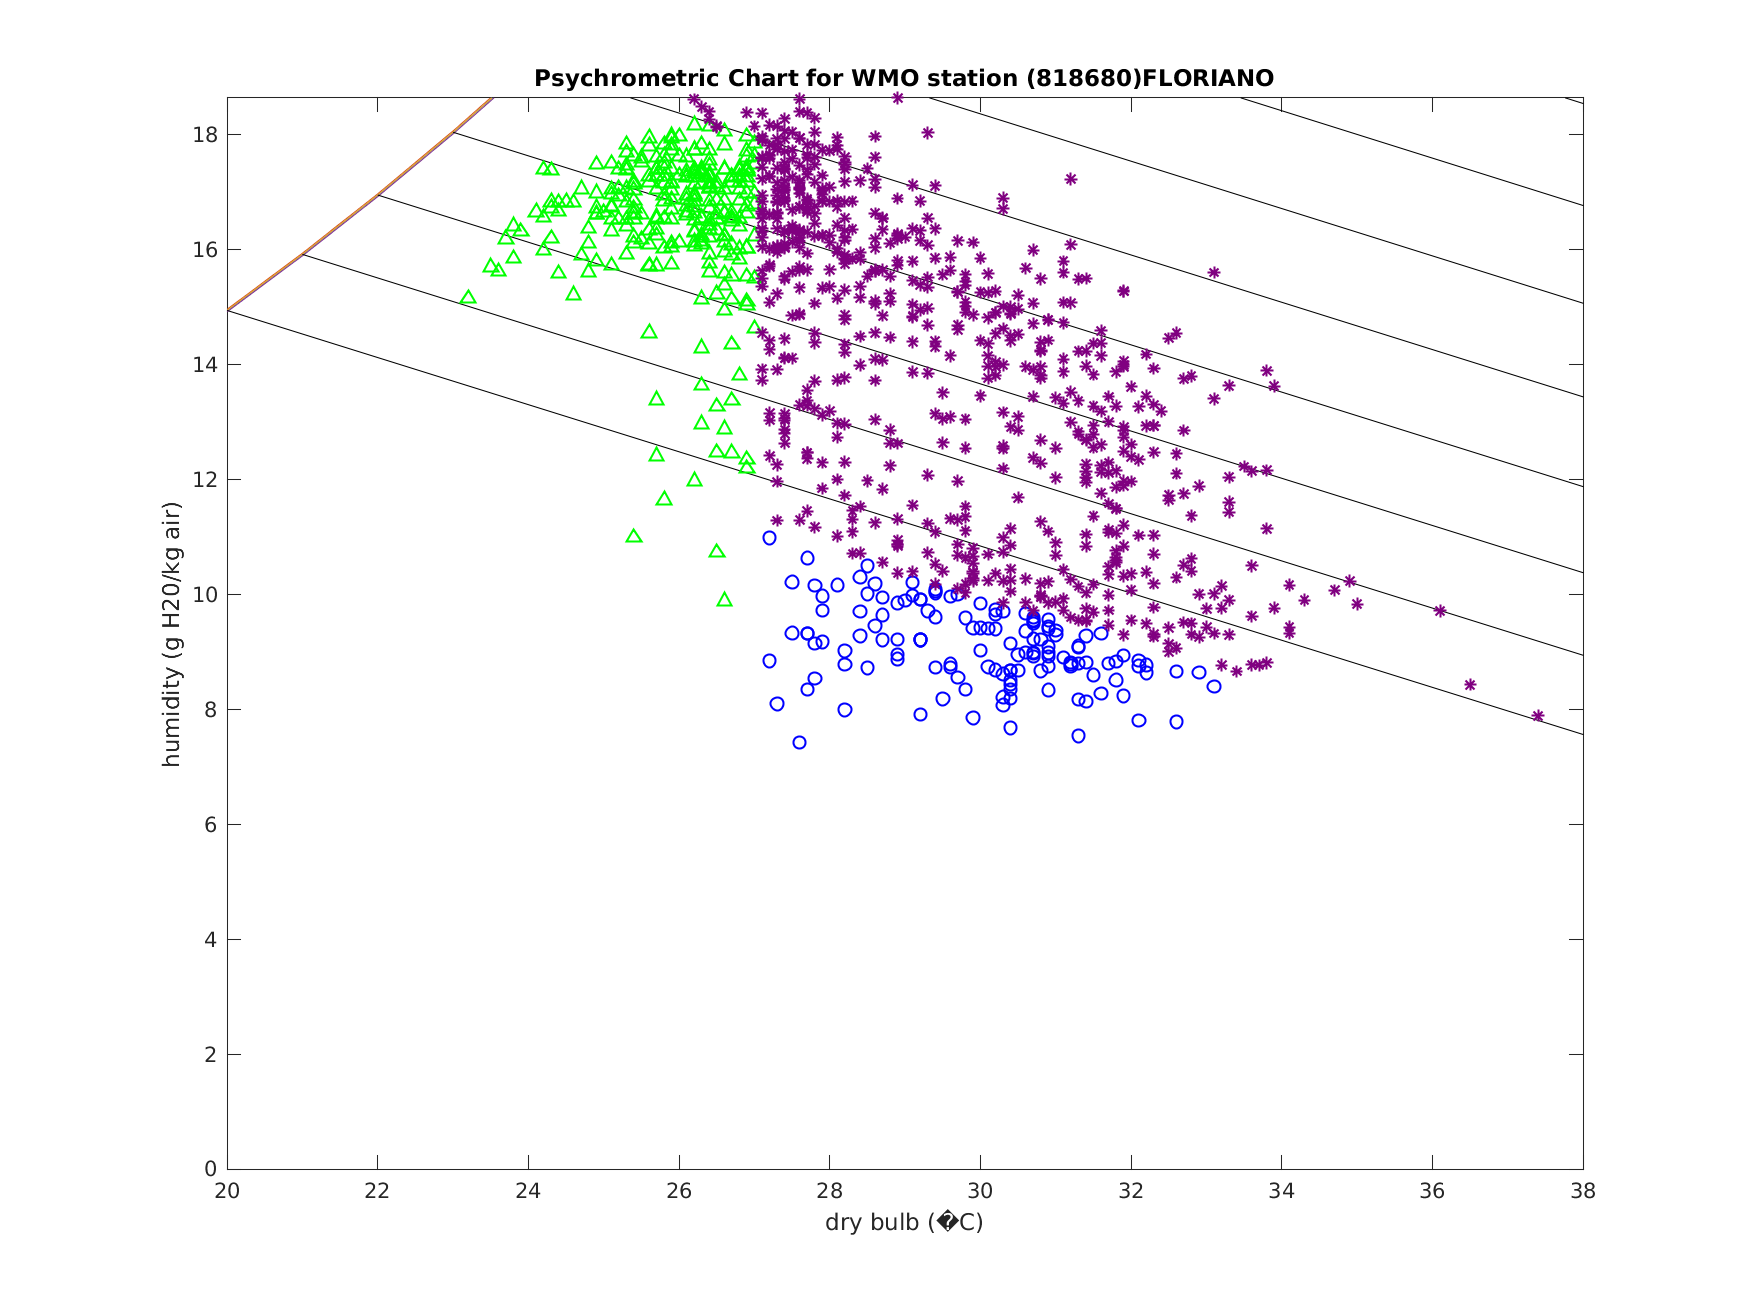 Psychrometric Chart for WMO station (818680)FLORIANO
18
16
14
12
10
8
6
4
2
0
humidity (g H20/kg air)
20 22 24 26 28 30 32 34 36 38
dry bulb (�C)